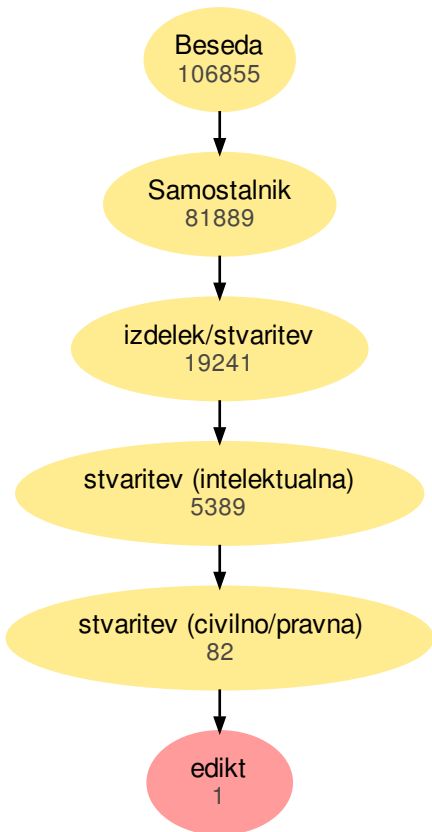 Beseda
106855
Samostalnik
81889
izdelek/stvaritev
19241
stvaritev (intelektualna)
5389
stvaritev (civilno/pravna)
82
edikt
1